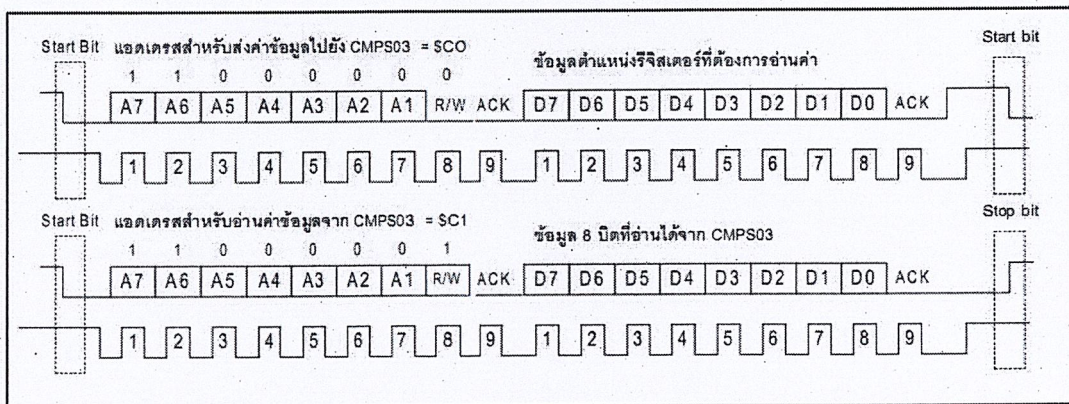 Start Bit แอดเดรสสำหรับส่งค่าข้อมูลไปยัง CMPS03 = $C0 Start bit
ข้อมูลตำแหน่งรีจิสเตอร์ที่ต้องการอ่านค่า
1 1 0 0 0 0 0 0
A7 A6 A5 A4 A3 A2 A1 R/W ACK D7 D6 D5 D4 D3 D2 D1 D0 ACK
1 2 3 4 5 6 7 8 9 1 2 3 4 5 6 7 8 9
Start Bit แอดเดรสสำหรับอ่านค่าข้อมูลจาก CMPS03 = $C1 Stop bit
ข้อมูล 8 บิตที่อ่านได้จาก CMPS03
1 1 0 0 0 0 0 1
A7 A6 A5 A4 A3 A2 A1 R/W ACK D7 D6 D5 D4 D3 D2 D1 D0 ACK
1 2 3 4 5 6 7 8 9 1 2 3 4 5 6 7 8 9